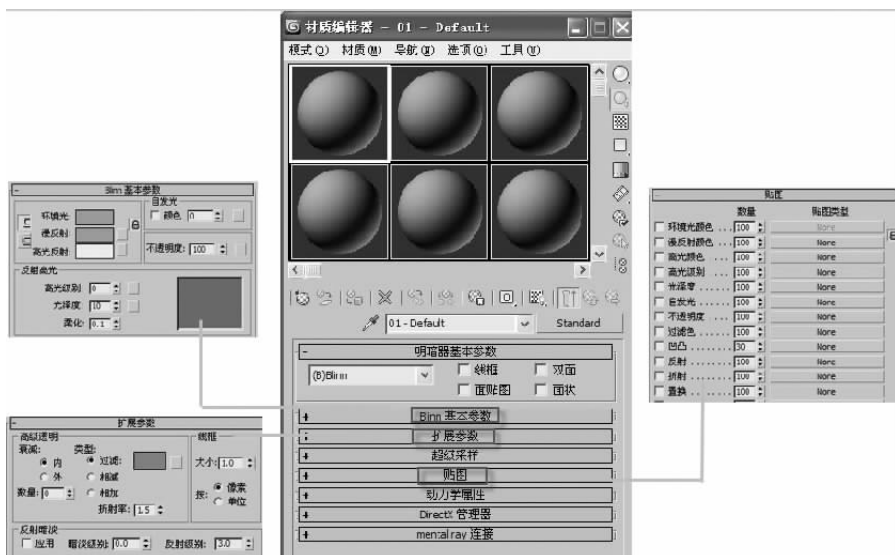 材质编辑器 - 01 - Default
模式(O) 材质(M) 导航(N) 选项(O) 工具(U)
01 - Default
Standard
明暗器基本参数
(B)Blinn
线框
双面
面贴图
面状
Blinn 基本参数
扩展参数
超级采样
贴图
动力学属性
DirectX 管理器
mental ray 连接
Blinn 基本参数
环境光:
漫反射:
高光反射:
自发光
颜色 0
不透明度: 100
反射高光
高光级别: 0
光泽度: 10
柔化: 0.1
扩展参数
高级透明
衰减:
内
外
数量: 0
类型:
过滤:
相减
相加
折射率: 1.5
线框
大小: 1.0
按:
像素
单位
反射暗淡
应用 暗淡级别: 0.0 反射级别: 3.0
贴图
数量 贴图类型
环境光颜色 . . . 100 None
漫反射颜色 . . . 100 None
高光颜色 . . . 100 None
高光级别 . . . 100 None
光泽度 . . . . . 100 None
自发光 . . . . . 100 None
不透明度 . . . 100 None
过滤色 . . . . . 100 None
凹凸 . . . . . . . 30 None
反射 . . . . . . . 100 None
折射 . . . . . . . 100 None
置换 . . . . . . . 100 None